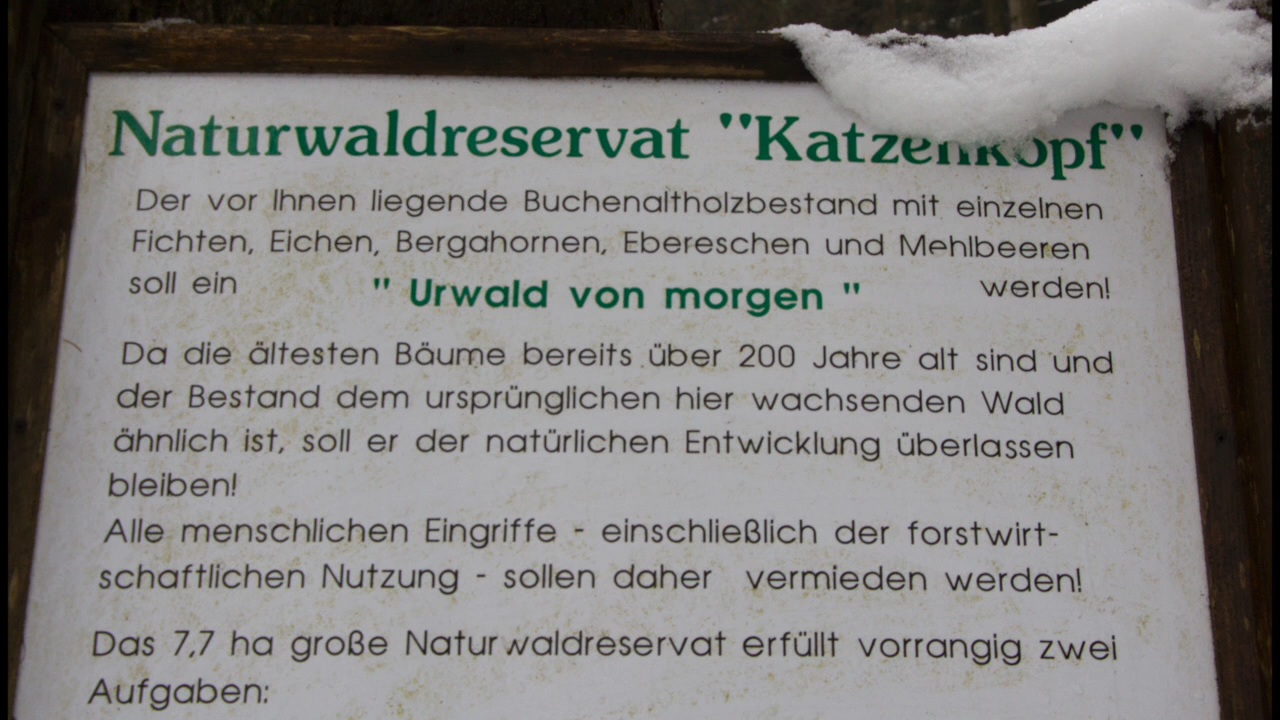 Naturwaldreservat "Katzenkopf"
Der vor Ihnen liegende Buchenaltholzbestand mit einzelnen
Fichten, Eichen, Bergahornen, Ebereschen und Mehlbeeren
soll ein " Urwald von morgen " werden!
Da die ältesten Bäume bereits über 200 Jahre alt sind und
der Bestand dem ursprünglichen hier wachsenden Wald
ähnlich ist, soll er der natürlichen Entwicklung überlassen
bleiben!
Alle menschlichen Eingriffe - einschließlich der forstwirt-
schaftlichen Nutzung - sollen daher vermieden werden!
Das 7,7 ha große Naturwaldreservat erfüllt vorrangig zwei
Aufgaben: